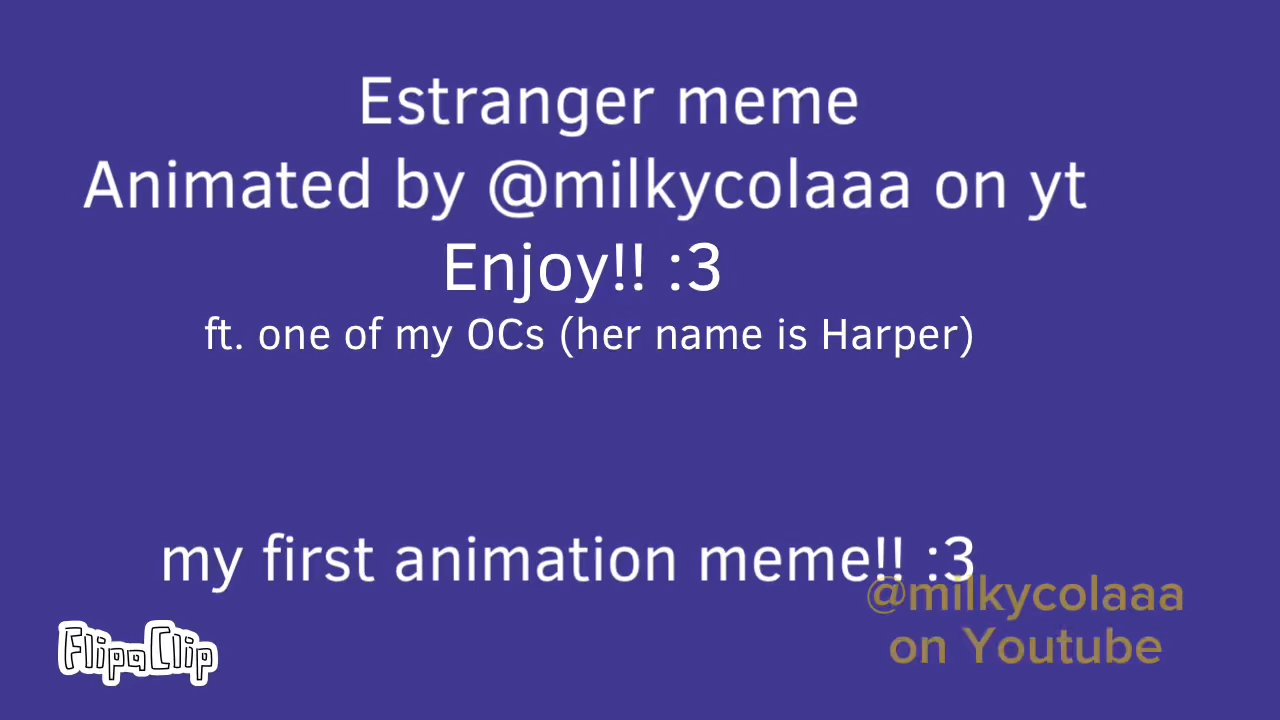 Estranger meme
Animated by @milkycolaaa on yt
Enjoy!! :3
ft. one of my OCs (her name is Harper)
my first animation meme!! :3
@milkycolaaa
on Youtube
FlipaClip